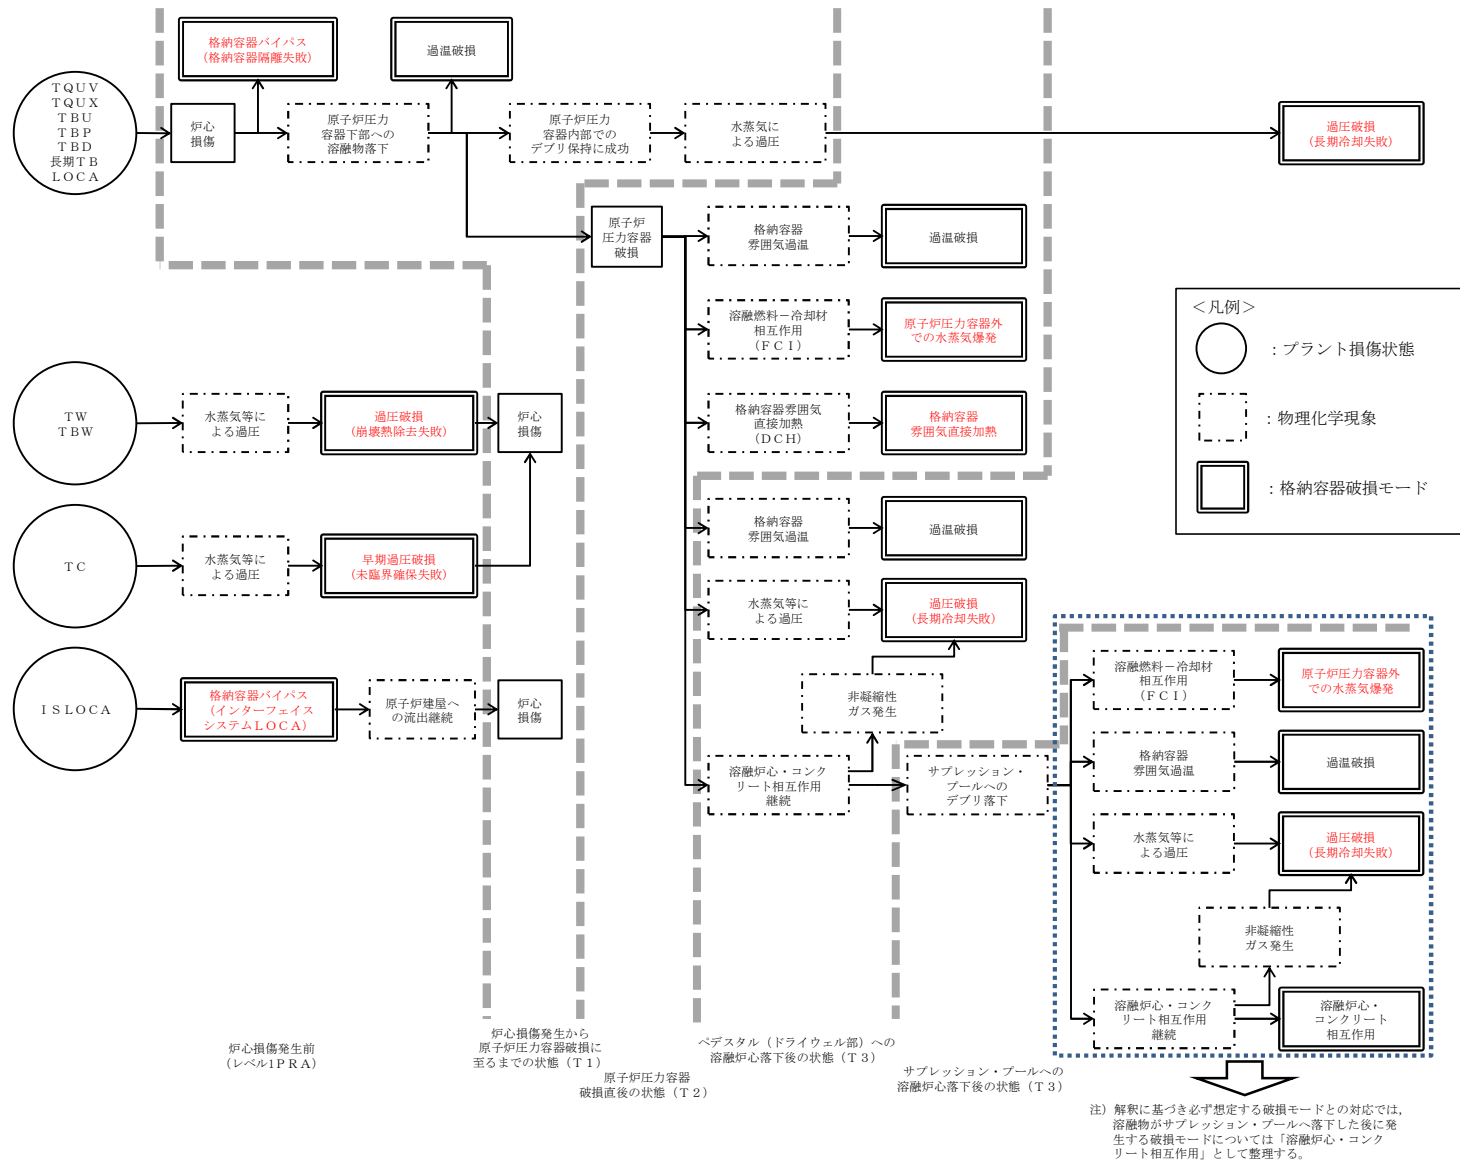 ＴＱＵＶ
ＴＱＵＸ
ＴＢＵ
ＴＢＰ
ＴＢＤ
長期ＴＢ
ＬＯＣＡ
格納容器バイパス
（格納容器隔離失敗）
過温破損
炉心
損傷
原子炉圧力
容器下部への
溶融物落下
原子炉圧力
容器内部での
デブリ保持に成功
水蒸気に
よる過圧
過圧破損
（長期冷却失敗）
原子炉
圧力容器
破損
格納容器
雰囲気過温
過温破損
溶融燃料－冷却材
相互作用
（ＦＣＩ）
原子炉圧力容器外
での水蒸気爆発
格納容器雰囲気
直接加熱
（ＤＣＨ）
格納容器
雰囲気直接加熱
＜凡例＞
：プラント損傷状態
：物理化学現象
：格納容器破損モード
ＴＷ
ＴＢＷ
水蒸気等に
よる過圧
過圧破損
（崩壊熱除去失敗）
炉心
損傷
ＴＣ
水蒸気等に
よる過圧
早期過圧破損
（未臨界確保失敗）
格納容器
雰囲気過温
過温破損
水蒸気等に
よる過圧
過圧破損
（長期冷却失敗）
ＩＳＬＯＣＡ
格納容器バイパス
（インターフェイス
システムＬＯＣＡ）
原子炉建屋へ
の流出継続
炉心
損傷
非凝縮性
ガス発生
溶融炉心・コンク
リート相互作用
継続
サプレッション・
プールへの
デブリ落下
溶融燃料－冷却材
相互作用
（ＦＣＩ）
原子炉圧力容器外
での水蒸気爆発
格納容器
雰囲気過温
過温破損
水蒸気等に
よる過圧
過圧破損
（長期冷却失敗）
非凝縮性
ガス発生
溶融炉心・コンク
リート相互作用
継続
溶融炉心・
コンクリート
相互作用
炉心損傷発生前
（レベル1ＰＲＡ）
炉心損傷発生から
原子炉圧力容器破損に
至るまでの状態（Ｔ１）
原子炉圧力容器
破損直後の状態（Ｔ２）
ペデスタル（ドライウェル部）への
溶融炉心落下後の状態（Ｔ３）
サプレッション・プールへの
溶融炉心落下後の状態（Ｔ３）
注）解釈に基づき必ず想定する破損モードとの対応では，
溶融物がサプレッション・プールへ落下した後に発
生する破損モードについては「溶融炉心・コンク
リート相互作用」として整理する。